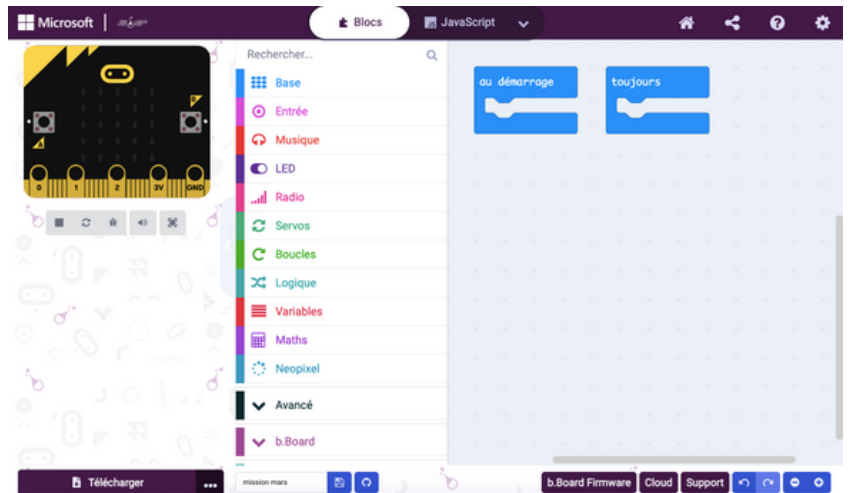 Microsoft
Blocs
JavaScript
Rechercher...
Base
Entrée
Musique
LED
Radio
Servos
Boucles
Logique
Variables
Maths
Neopixel
Avancé
b.Board
au démarrage
toujours
B
A
0 1 2 3V GND
Télécharger
...
mission mars
b.Board Firmware
Cloud
Support